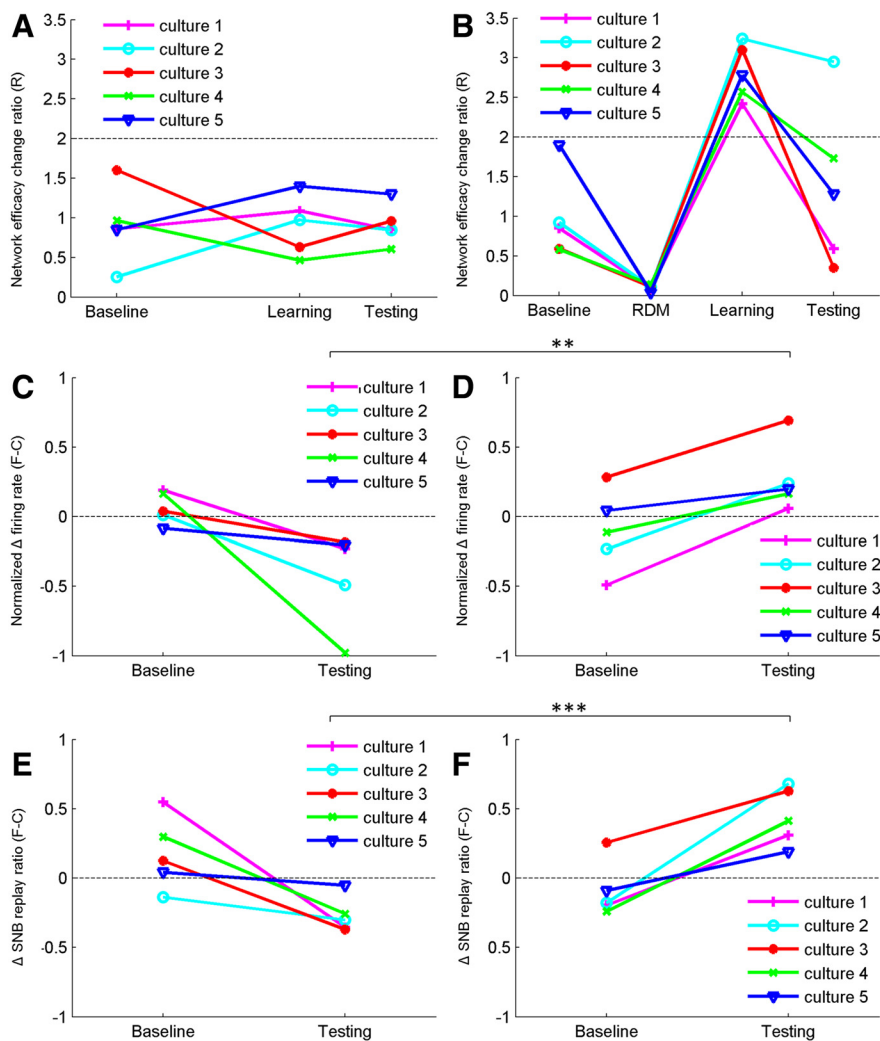 A
culture 1
culture 2
culture 3
culture 4
culture 5
Network efficacy change ratio (R)
3.5
3
2.5
2
1.5
1
0.5
0
Baseline Learning Testing
B
culture 1
culture 2
culture 3
culture 4
culture 5
Network efficacy change ratio (R)
3.5
3
2.5
2
1.5
1
0.5
0
Baseline RDM Learning Testing
**
C
culture 1
culture 2
culture 3
culture 4
culture 5
Normalized Δ firing rate (F-C)
1
0.5
0
-0.5
-1
Baseline Testing
D
Normalized Δ firing rate (F-C)
1
0.5
0
-0.5
-1
culture 1
culture 2
culture 3
culture 4
culture 5
Baseline Testing
***
E
culture 1
culture 2
culture 3
culture 4
culture 5
Δ SNB replay ratio (F-C)
1
0.5
0
-0.5
-1
Baseline Testing
F
Δ SNB replay ratio (F-C)
1
0.5
0
-0.5
-1
culture 1
culture 2
culture 3
culture 4
culture 5
Baseline Testing